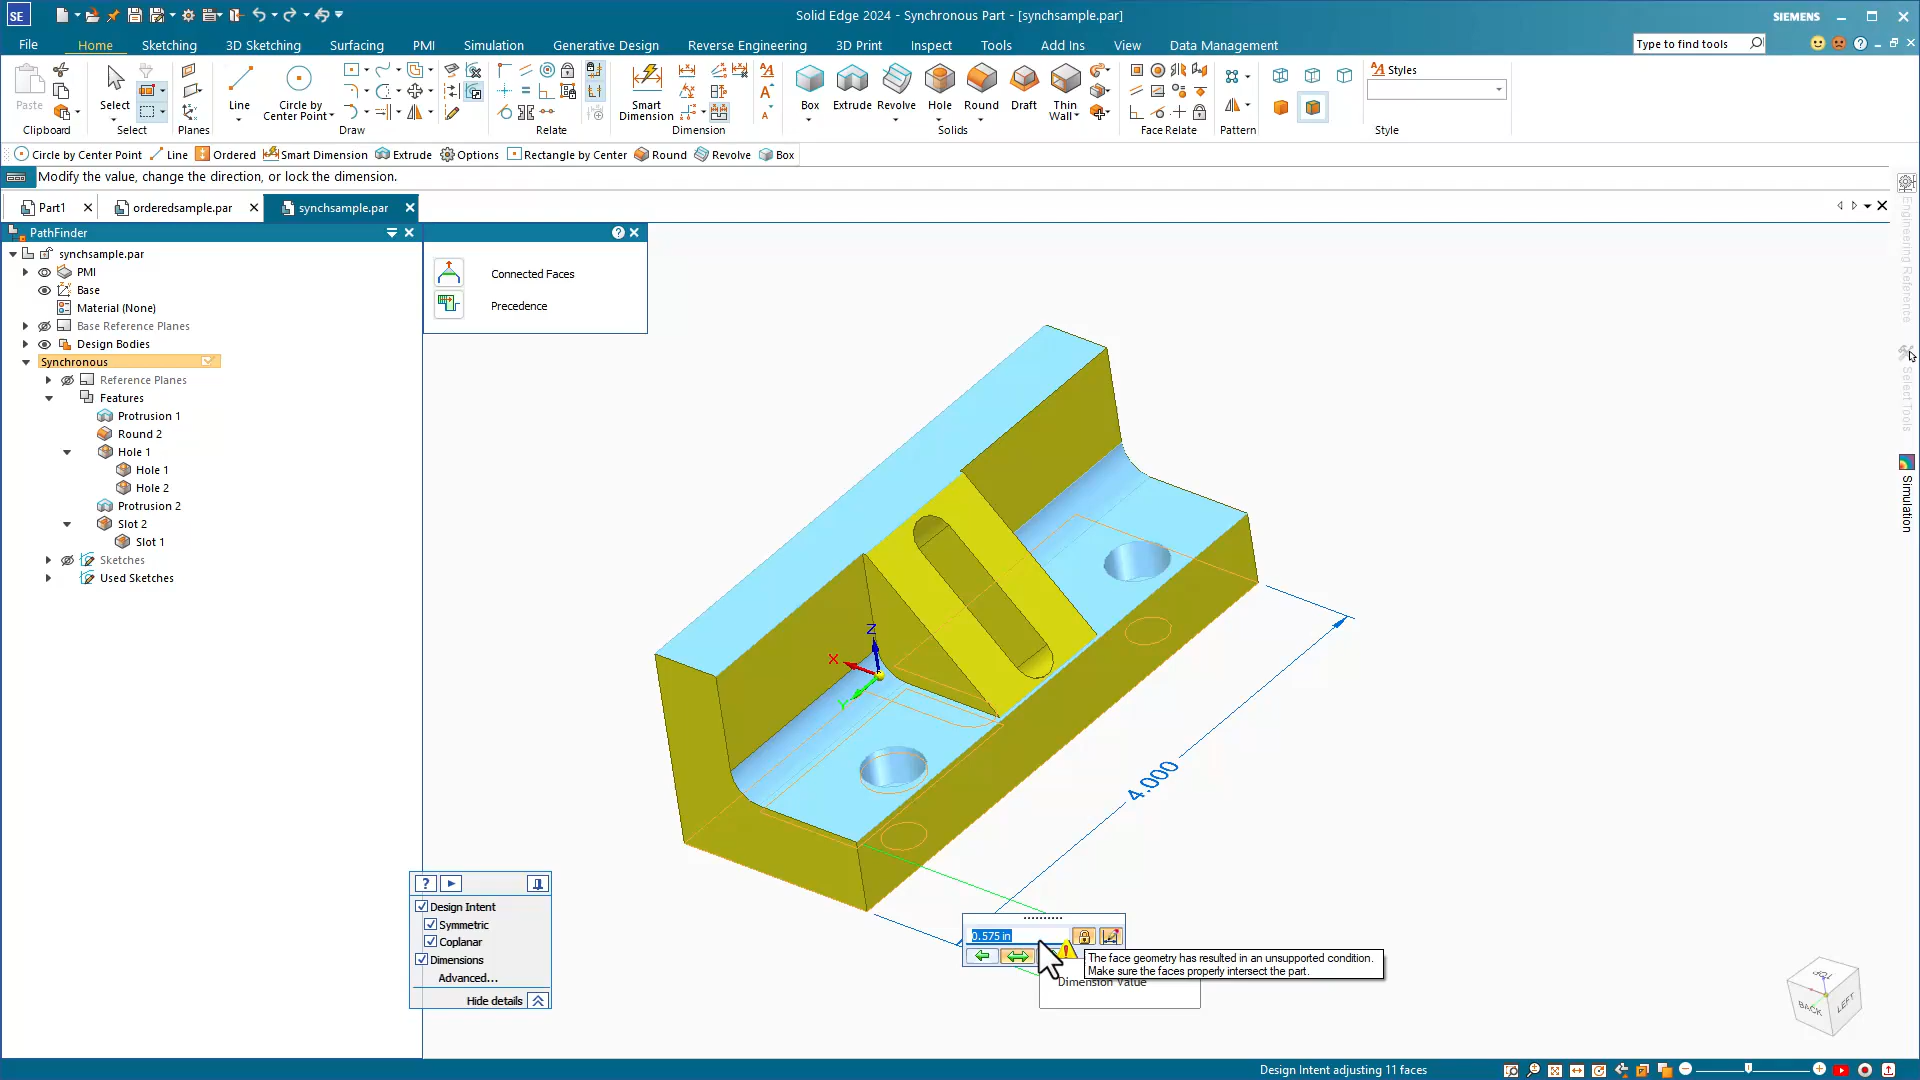 SE
Solid Edge 2024 - Synchronous Part - [synchsample.par]
SIEMENS
File
Home
Sketching
3D Sketching
Surfacing
PMI
Simulation
Generative Design
Reverse Engineering
3D Print
Inspect
Tools
Add Ins
View
Data Management
Type to find tools
Paste
Clipboard
Select
Select
Planes
Line
Circle by
Center Point
Draw
Relate
Smart
Dimension
Dimension
Box
Extrude
Revolve
Hole
Round
Draft
Thin
Wall
Solids
Face Relate
Pattern
Styles
Style
Circle by Center Point
Line
Ordered
Smart Dimension
Extrude
Options
Rectangle by Center
Round
Revolve
Box
Modify the value, change the direction, or lock the dimension.
Part1
orderedsample.par
synchsample.par
PathFinder
synchsample.par
PMI
Base
Material (None)
Base Reference Planes
Design Bodies
Synchronous
Reference Planes
Features
Protrusion 1
Round 2
Hole 1
Hole 1
Hole 2
Protrusion 2
Slot 2
Slot 1
Sketches
Used Sketches
Connected Faces
Precedence
Engineering Reference
Select Tools
Simulation
Z
X
Y
4.000
Design Intent
Symmetric
Coplanar
Dimensions
Advanced...
Hide details
0.575 in
The face geometry has resulted in an unsupported condition.
Make sure the faces properly intersect the part.
Dimension Value
TOP
BACK
LEFT
Design Intent adjusting 11 faces